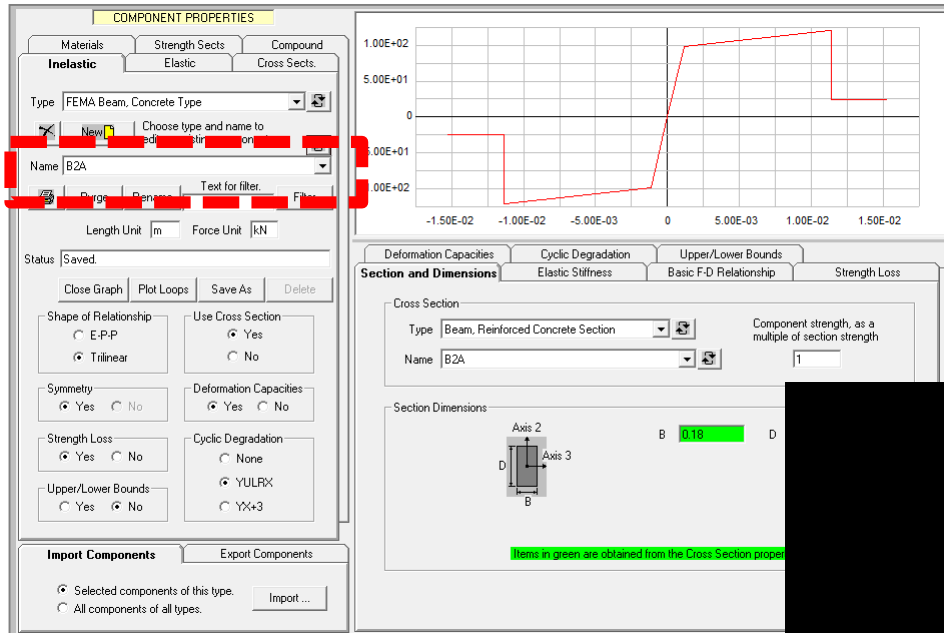 COMPONENT PROPERTIES
Materials Strength Sects Compound
Inelastic Elastic Cross Sects.
Type FEMA Beam, Concrete Type
New Choose type and name to
Name B2A
Purge Rename Text for filter. Filter
Length Unit m Force Unit kN
Status Saved.
Close Graph Plot Loops Save As Delete
Shape of Relationship Use Cross Section
E-P-P Yes
Trilinear No
Symmetry Deformation Capacities
Yes No Yes No
Strength Loss Cyclic Degradation
Yes No None
Upper/Lower Bounds YULRX
Yes No YX+3
Import Components Export Components
Selected components of this type.
All components of all types.
Import ...
1.00E+02
5.00E+01
0
5.00E+01
1.00E+02
-1.50E-02 -1.00E-02 -5.00E-03 0 5.00E-03 1.00E-02 1.50E-02
Deformation Capacities Cyclic Degradation Upper/Lower Bounds
Section and Dimensions Elastic Stiffness Basic F-D Relationship Strength Loss
Cross Section
Type Beam, Reinforced Concrete Section
Name B2A
Component strength, as a
multiple of section strength
1
Section Dimensions
Axis 2
Axis 3
D
B
B 0.18 D
Items in green are obtained from the Cross Section